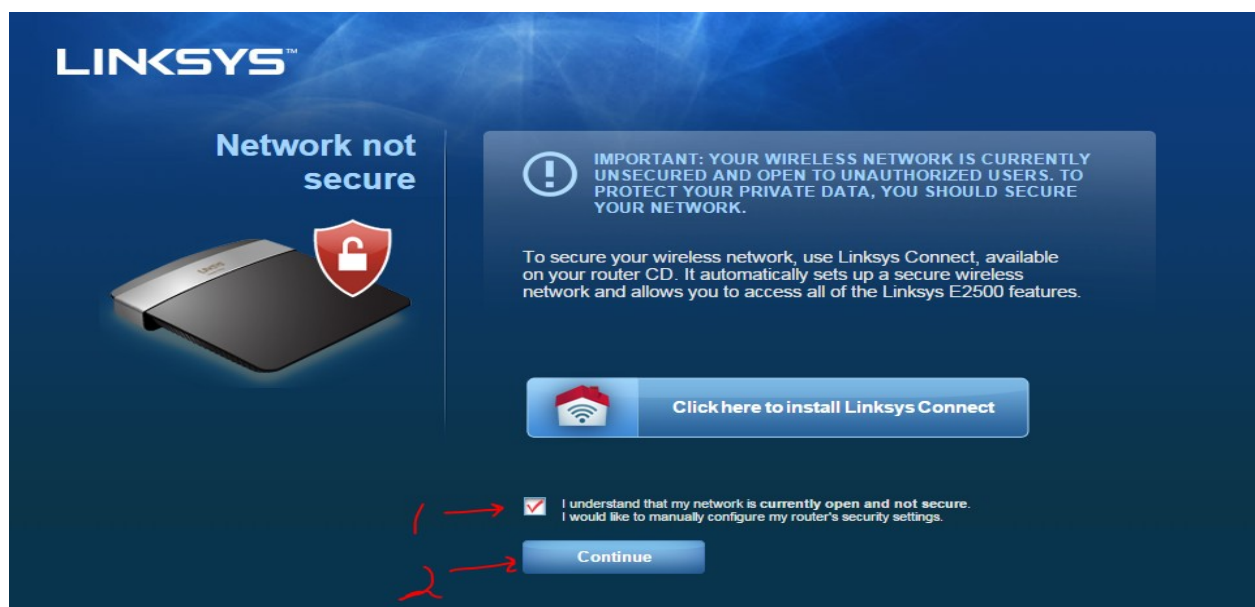 LINKSYS™
Network not
secure
IMPORTANT: YOUR WIRELESS NETWORK IS CURRENTLY
UNSECURED AND OPEN TO UNAUTHORIZED USERS. TO
PROTECT YOUR PRIVATE DATA, YOU SHOULD SECURE
YOUR NETWORK.
To secure your wireless network, use Linksys Connect, available
on your router CD. It automatically sets up a secure wireless
network and allows you to access all of the Linksys E2500 features.
Click here to install Linksys Connect
1
I understand that my network is currently open and not secure.
I would like to manually configure my router's security settings.
2
Continue